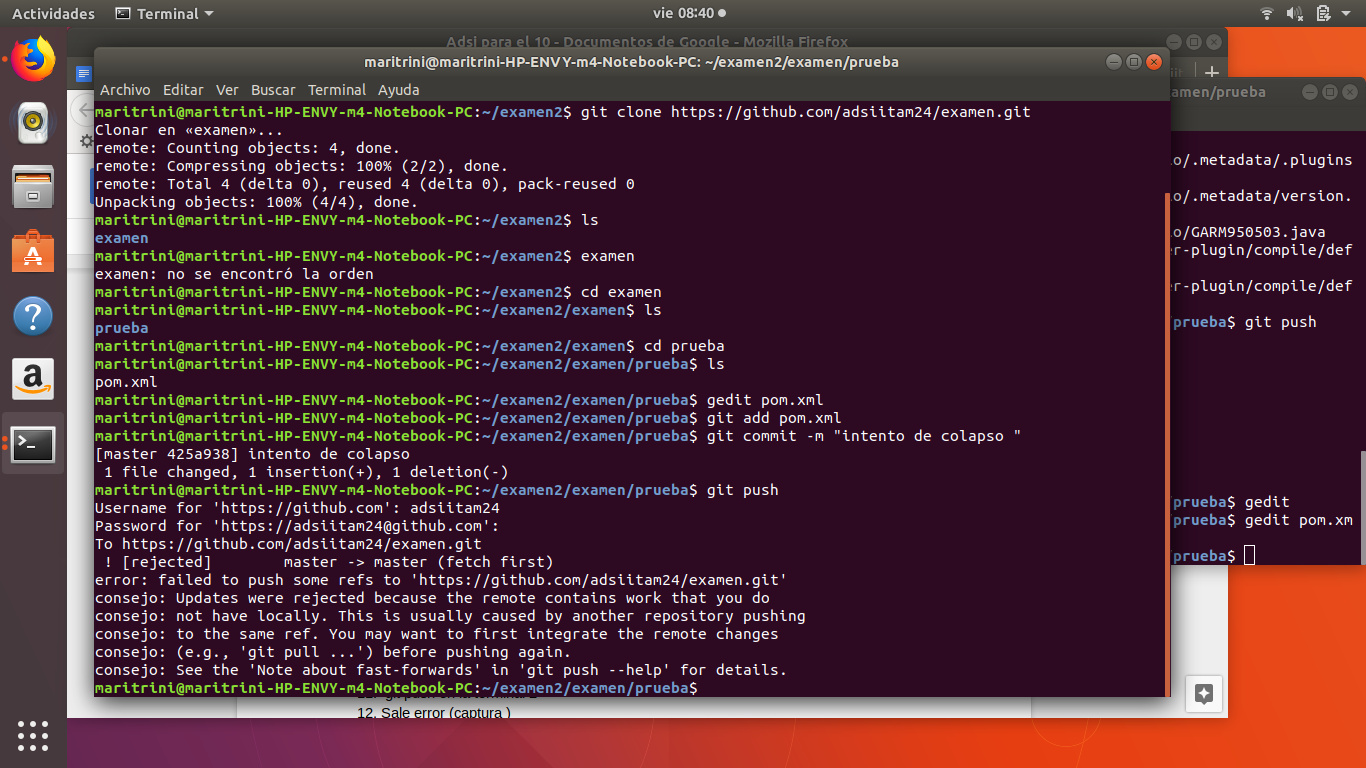 Actividades Terminal vie 08:40
Adsi para el 10 - Documentos de Google - Mozilla Firefox
maritrini@maritrini-HP-ENVY-m4-Notebook-PC: ~/examen2/examen/prueba
Archivo Editar Ver Buscar Terminal Ayuda
maritrini@maritrini-HP-ENVY-m4-Notebook-PC:~/examen2$ git clone https://github.com/adsiitam24/examen.git
Clonar en «examen»...
remote: Counting objects: 4, done.
remote: Compressing objects: 100% (2/2), done.
remote: Total 4 (delta 0), reused 4 (delta 0), pack-reused 0
Unpacking objects: 100% (4/4), done.
maritrini@maritrini-HP-ENVY-m4-Notebook-PC:~/examen2$ ls
examen
maritrini@maritrini-HP-ENVY-m4-Notebook-PC:~/examen2$ examen
examen: no se encontró la orden
maritrini@maritrini-HP-ENVY-m4-Notebook-PC:~/examen2$ cd examen
maritrini@maritrini-HP-ENVY-m4-Notebook-PC:~/examen2/examen$ ls
prueba
maritrini@maritrini-HP-ENVY-m4-Notebook-PC:~/examen2/examen$ cd prueba
maritrini@maritrini-HP-ENVY-m4-Notebook-PC:~/examen2/examen/prueba$ ls
pom.xml
maritrini@maritrini-HP-ENVY-m4-Notebook-PC:~/examen2/examen/prueba$ gedit pom.xml
maritrini@maritrini-HP-ENVY-m4-Notebook-PC:~/examen2/examen/prueba$ git add pom.xml
maritrini@maritrini-HP-ENVY-m4-Notebook-PC:~/examen2/examen/prueba$ git commit -m "intento de colapso "
[master 425a938] intento de colapso
1 file changed, 1 insertion(+), 1 deletion(-)
maritrini@maritrini-HP-ENVY-m4-Notebook-PC:~/examen2/examen/prueba$ git push
Username for 'https://github.com': adsiitam24
Password for 'https://adsiitam24@github.com':
To https://github.com/adsiitam24/examen.git
! [rejected]        master -> master (fetch first)
error: failed to push some refs to 'https://github.com/adsiitam24/examen.git'
consejo: Updates were rejected because the remote contains work that you do
consejo: not have locally. This is usually caused by another repository pushing
consejo: to the same ref. You may want to first integrate the remote changes
consejo: (e.g., 'git pull ...') before pushing again.
consejo: See the 'Note about fast-forwards' in 'git push --help' for details.
maritrini@maritrini-HP-ENVY-m4-Notebook-PC:~/examen2/examen/prueba$
12. Sale error (captura )
amen/prueba
o/.metadata/.plugins
o/.metadata/version.
o/GARM950503.java
er-plugin/compile/def
er-plugin/compile/def
prueba$ git push
prueba$ gedit
prueba$ gedit pom.xm
prueba$